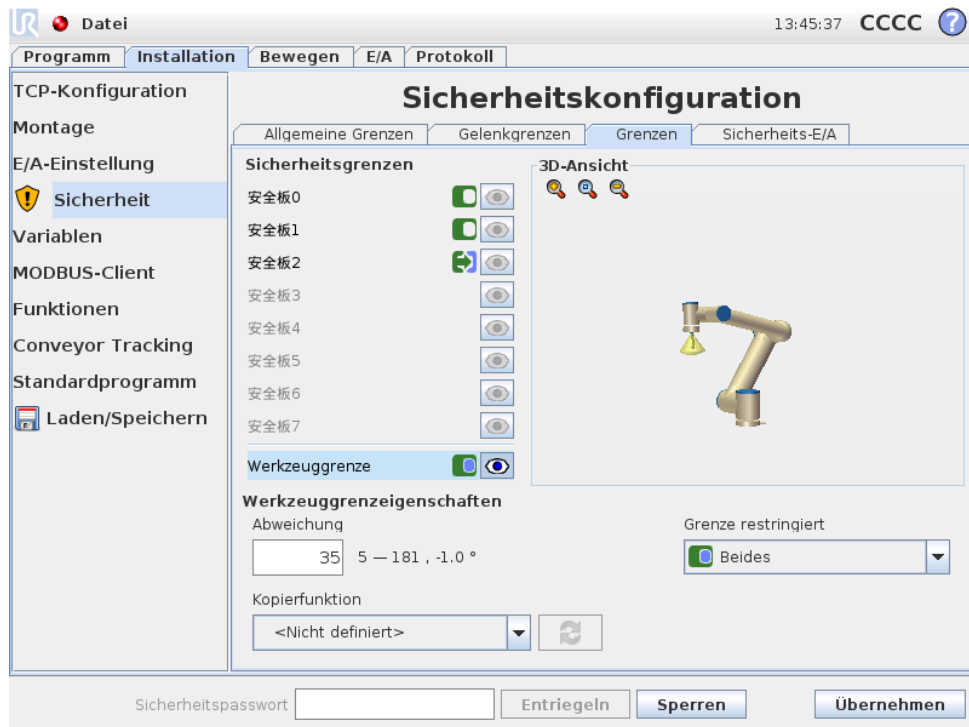 UR Datei 13:45:37 CCCC ?
Programm Installation Bewegen E/A Protokoll
TCP-Konfiguration
Montage
E/A-Einstellung
Sicherheit
Variablen
MODBUS-Client
Funktionen
Conveyor Tracking
Standardprogramm
Laden/Speichern
Sicherheitskonfiguration
Allgemeine Grenzen Gelenkgrenzen Grenzen Sicherheits-E/A
Sicherheitsgrenzen
安全板0
安全板1
安全板2
安全板3
安全板4
安全板5
安全板6
安全板7
Werkzeuggrenze
3D-Ansicht
Werkzeuggrenzeigenschaften
Abweichung
35 5 — 181 , -1.0 °
Grenze restringiert
Beides
Kopierfunktion
<Nicht definiert>
Sicherheitspasswort Entriegeln Sperren Übernehmen